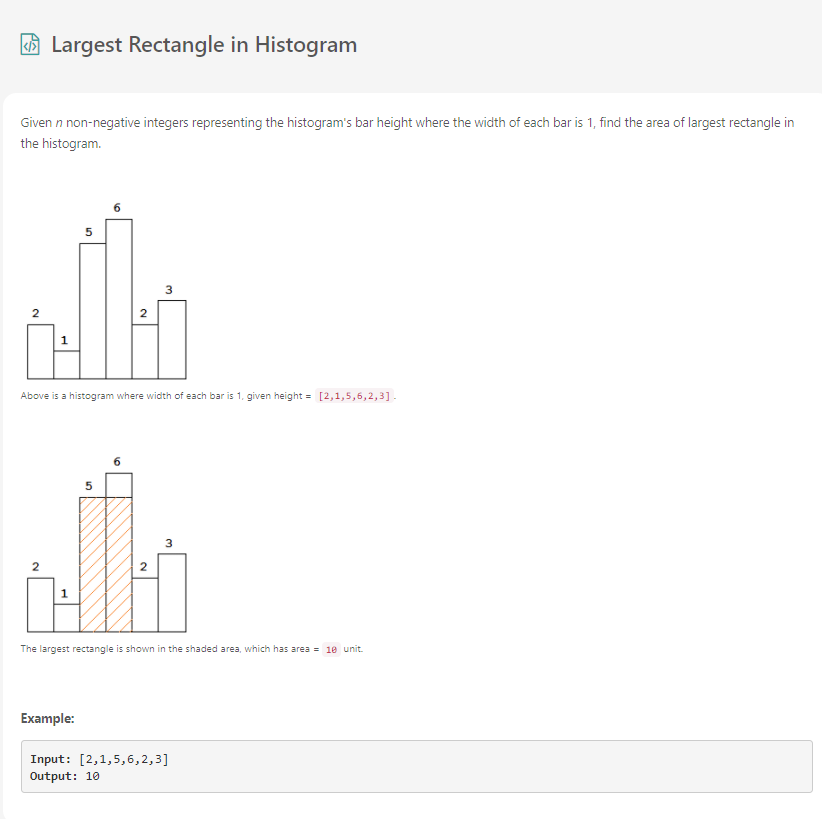 Largest Rectangle in Histogram
Given n non-negative integers representing the histogram's bar height where the width of each bar is 1, find the area of largest rectangle in
the histogram.
6
5
3
2
2
1
Above is a histogram where width of each bar is 1, given height = [2,1,5,6,2,3].
6
5
3
2
2
1
The largest rectangle is shown in the shaded area, which has area = 10 unit.
Example:
Input: [2,1,5,6,2,3]
Output: 10